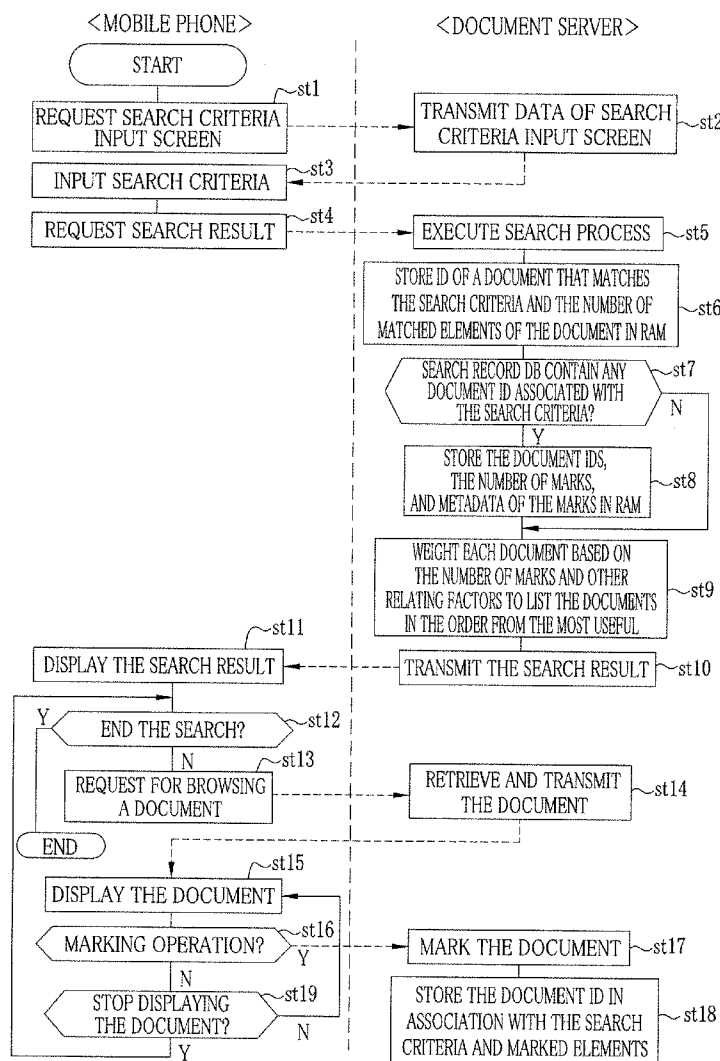 <MOBILE PHONE>
<DOCUMENT SERVER>
START
st1
REQUEST SEARCH CRITERIA
INPUT SCREEN
TRANSMIT DATA OF SEARCH
CRITERIA INPUT SCREEN
st2
st3
INPUT SEARCH CRITERIA
st4
REQUEST SEARCH RESULT
EXECUTE SEARCH PROCESS
st5
STORE ID OF A DOCUMENT THAT MATCHES
THE SEARCH CRITERIA AND THE NUMBER OF
MATCHED ELEMENTS OF THE DOCUMENT IN RAM
st6
SEARCH RECORD DB CONTAIN ANY
DOCUMENT ID ASSOCIATED WITH
THE SEARCH CRITERIA?
st7
N
Y
STORE THE DOCUMENT IDS,
THE NUMBER OF MARKS,
AND METADATA OF THE MARKS IN RAM
st8
WEIGHT EACH DOCUMENT BASED ON
THE NUMBER OF MARKS AND OTHER
RELATING FACTORS TO LIST THE DOCUMENTS
IN THE ORDER FROM THE MOST USEFUL
st9
st11
DISPLAY THE SEARCH RESULT
TRANSMIT THE SEARCH RESULT
st10
Y
END THE SEARCH?
st12
N
st13
REQUEST FOR BROWSING
A DOCUMENT
RETRIEVE AND TRANSMIT
THE DOCUMENT
st14
END
st15
DISPLAY THE DOCUMENT
st16
MARKING OPERATION?
Y
MARK THE DOCUMENT
st17
N
st19
STOP DISPLAYING
THE DOCUMENT?
N
Y
STORE THE DOCUMENT ID IN
ASSOCIATION WITH THE SEARCH
CRITERIA AND MARKED ELEMENTS
st18